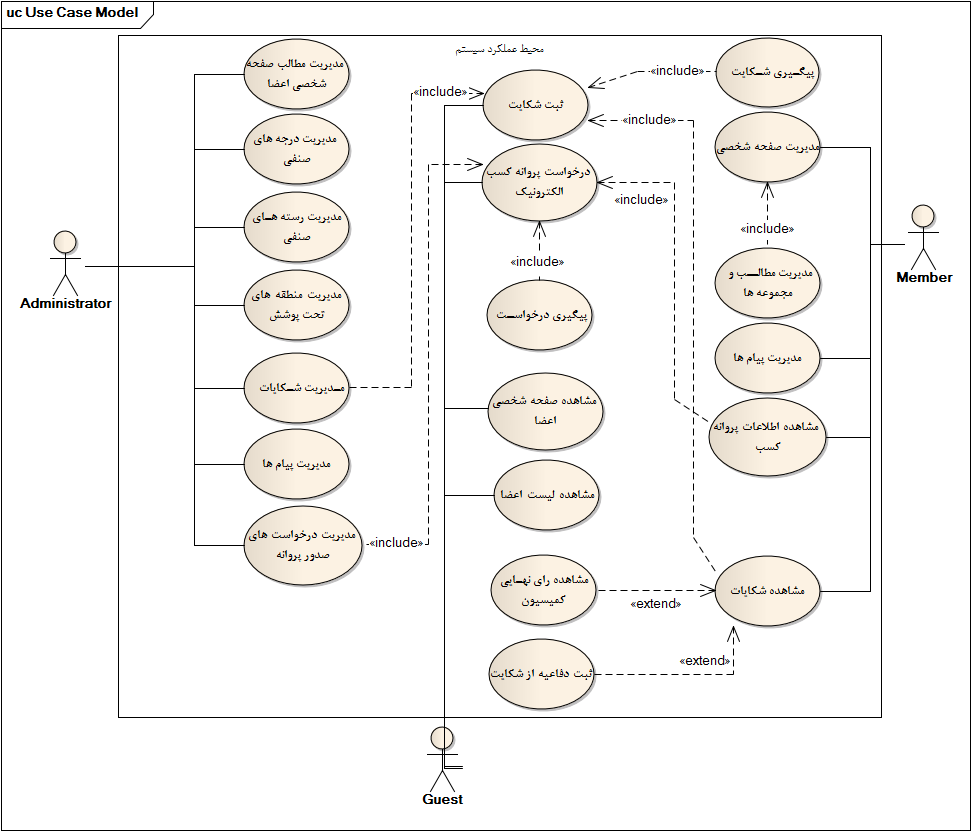 uc Use Case Model
محیط عملکرد سیستم
مدیریت مطالب صفحه
شخصی اعضا
مدیریت درجه های
صنفی
مدیریت رسته های
صنفی
مدیریت منطقه های
تحت پوشش
مدیریت شکایات
مدیریت پیام ها
مدیریت درخواست های
صدور پروانه
Administrator
«include»
«include»
ثبت شکایت
درخواست پروانه کسب
الکترونیک
«include»
پیگیری درخواست
مشاهده صفحه شخصی
اعضا
مشاهده لیست اعضا
مشاهده رای نهایی
کمیسیون
ثبت دفاعیه از شکایت
«include»
«include»
«include»
«extend»
«extend»
پیگیری شکایت
مدیریت صفحه شخصی
«include»
مدیریت مطالب و
مجموعه ها
مدیریت پیام ها
مشاهده اطلاعات پروانه
کسب
مشاهده شکایات
Member
Guest